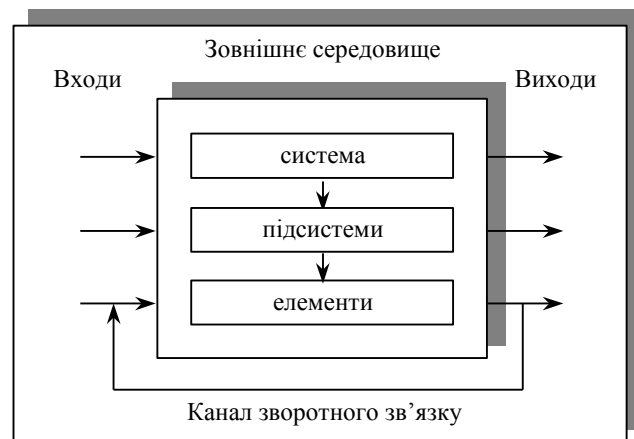 Зовнішнє середовище
Входи
Виходи
система
підсистеми
елементи
Канал зворотного зв’язку